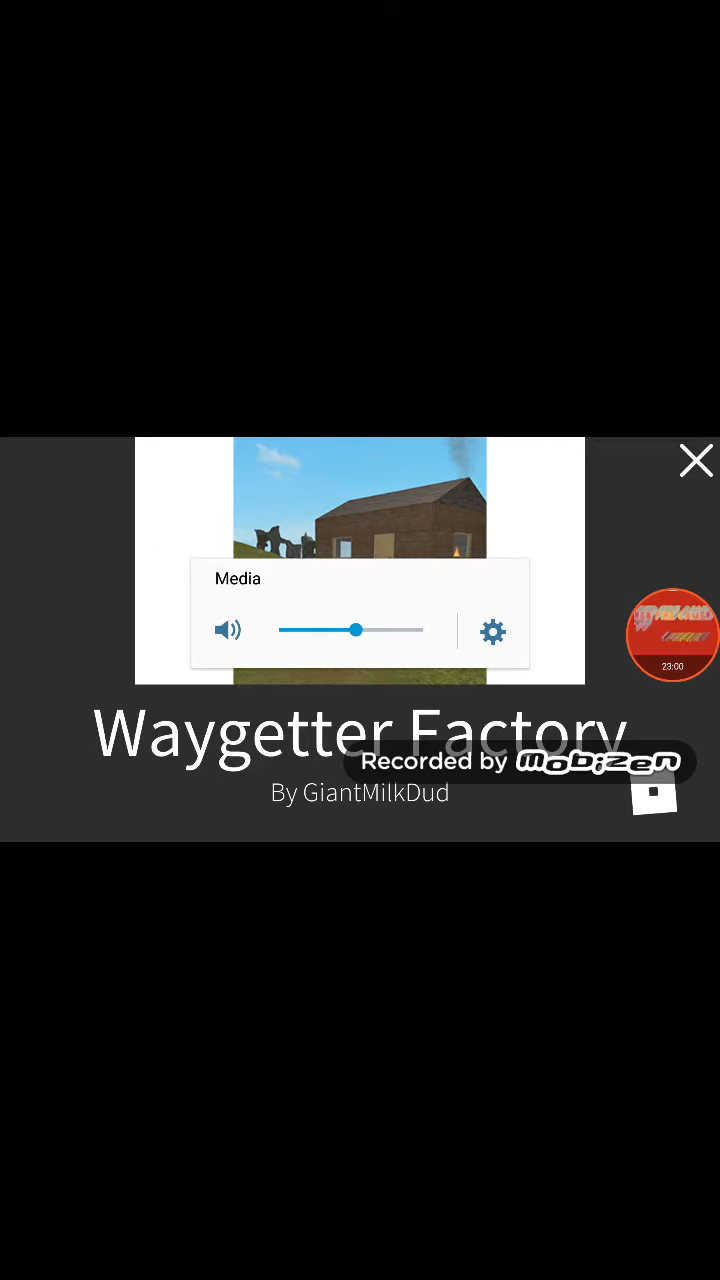 Media
23:00
Waygetter Factory
Recorded by mobizen
By GiantMilkDud